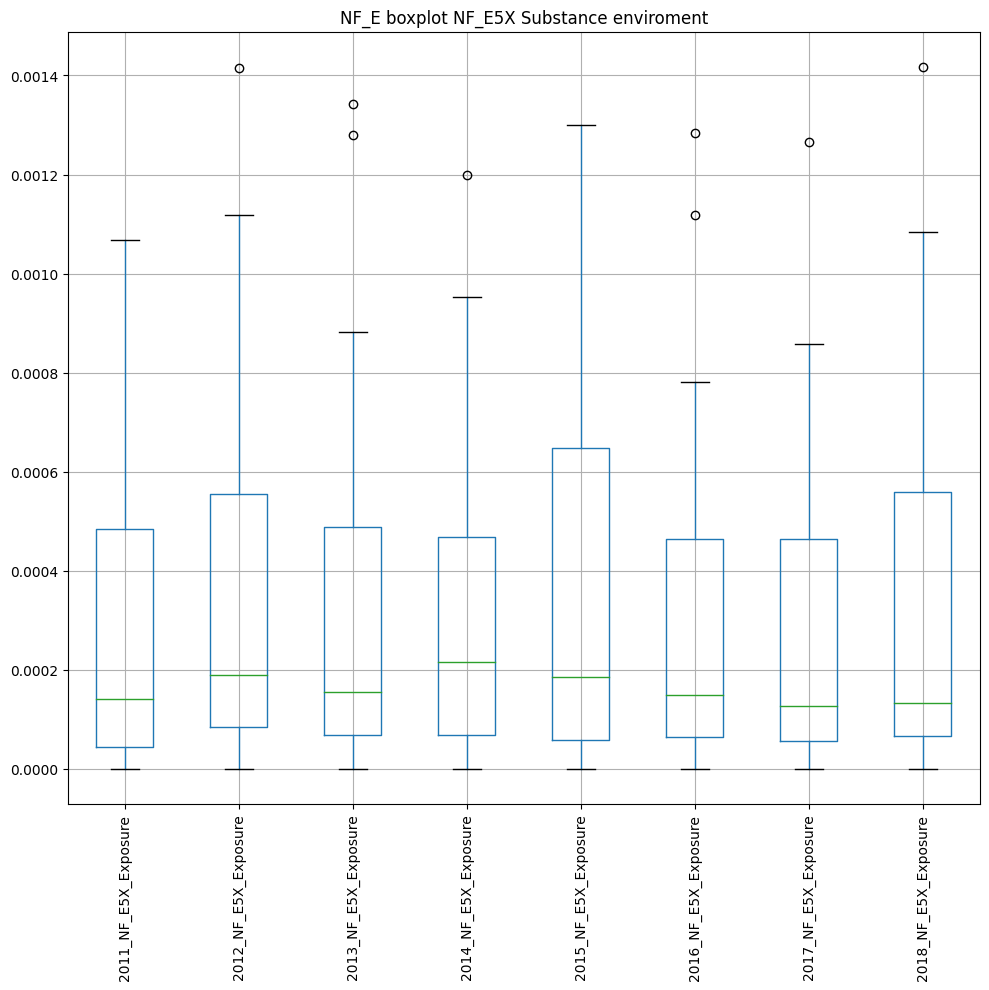 NF_E boxplot NF_E5X Substance enviroment
0.0014
0.0012
0.0010
0.0008
0.0006
0.0004
0.0002
0.0000
2011_NF_E5X_Exposure
2012_NF_E5X_Exposure
2013_NF_E5X_Exposure
2014_NF_E5X_Exposure
2015_NF_E5X_Exposure
2016_NF_E5X_Exposure
2017_NF_E5X_Exposure
2018_NF_E5X_Exposure